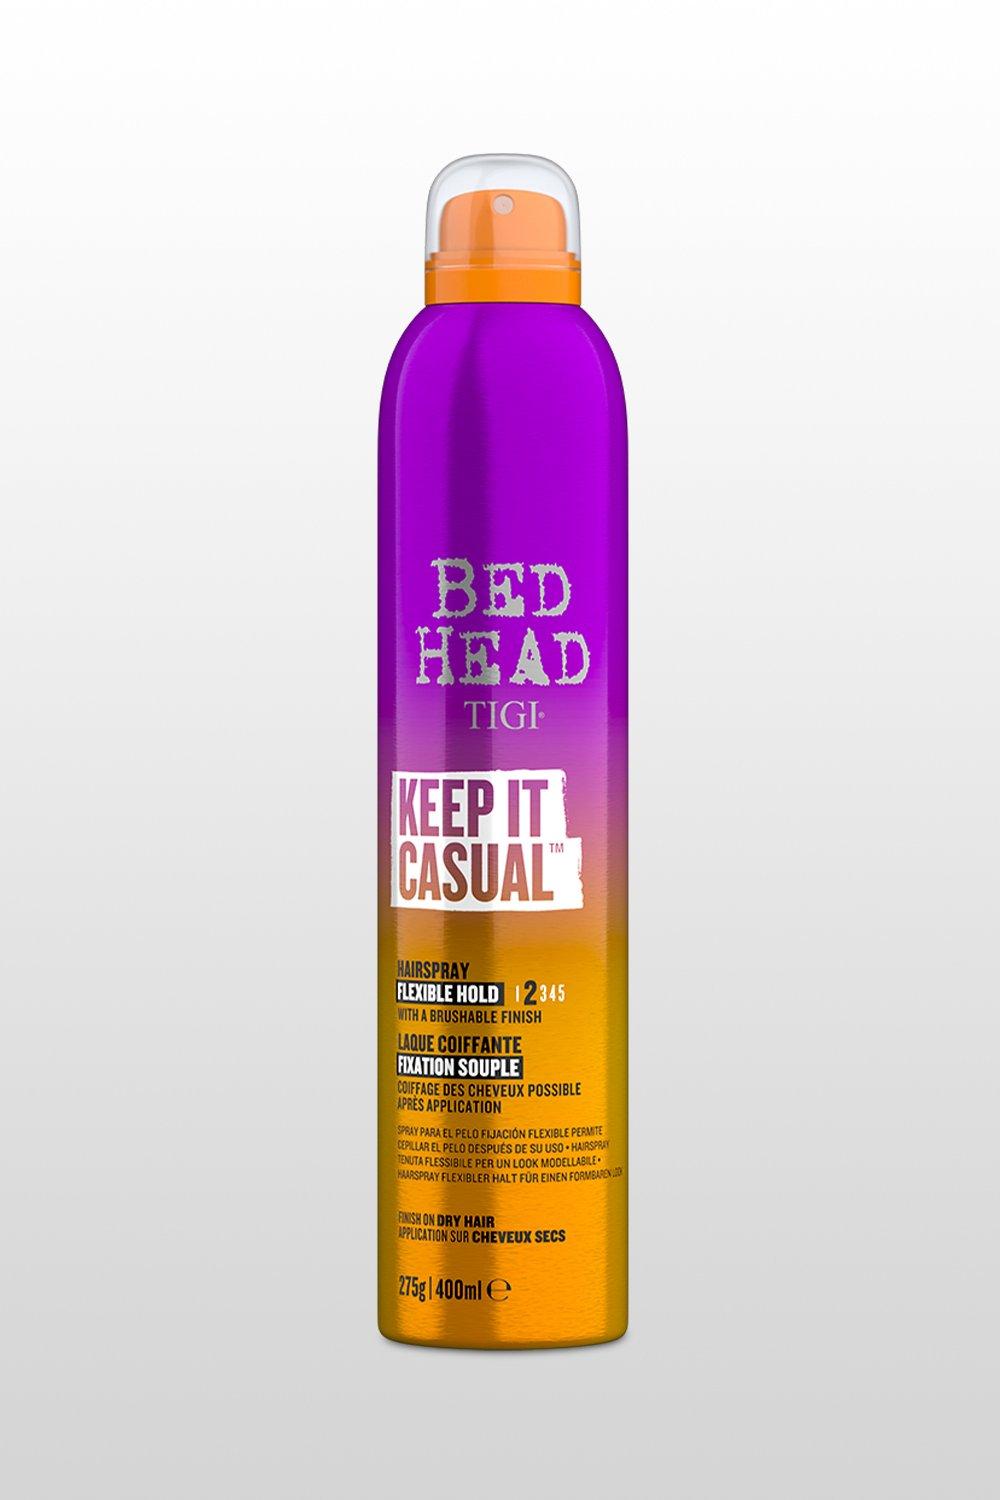 BED
HEAD
TIGI®
KEEP IT
CASUAL™
HAIRSPRAY
FLEXIBLE HOLD 1 2 3 4 5
WITH A BRUSHABLE FINISH
LAQUE COIFFANTE
FIXATION SOUPLE
COIFFAGE DES CHEVEUX POSSIBLE
APRÈS APPLICATION
SPRAY PARA EL PELO FIJACIÓN FLEXIBLE PERMITE
CEPILLAR EL PELO DESPUÉS DE SU USO • HAIRSPRAY
TENUTA FLESSIBILE PER UN LOOK MODELLABILE •
HAARSPRAY FLEXIBLER HALT FÜR EINEN FORMBAREN LOOK
FINISH ON DRY HAIR
APPLICATION SUR CHEVEUX SECS
275g | 400ml ℮